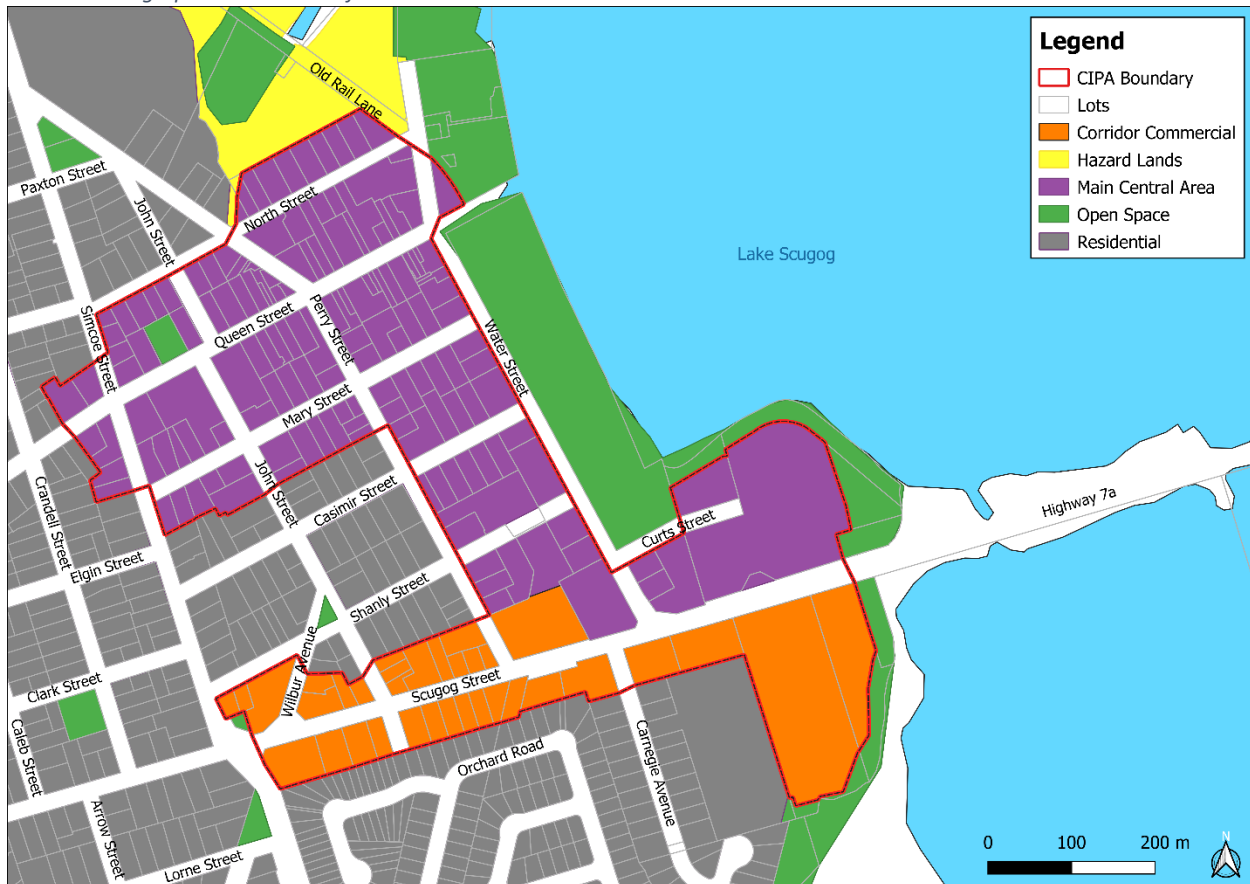 Legend
CIPA Boundary
Lots
Corridor Commercial
Hazard Lands
Main Central Area
Open Space
Residential
Old Rail Lane
Paxton Street
John Street
North Street
Simcoe Street
Queen Street
Perry Street
Water Street
Lake Scugog
Mary Street
John Street
Crandell Street
Casimir Street
Curts Street
Highway 7a
Elgin Street
Shanly Street
Wilbur Avenue
Clark Street
Scugog Street
Caleb Street
Carnegie Avenue
Orchard Road
Arrow Street
Lorne Street
0 100 200 m
N